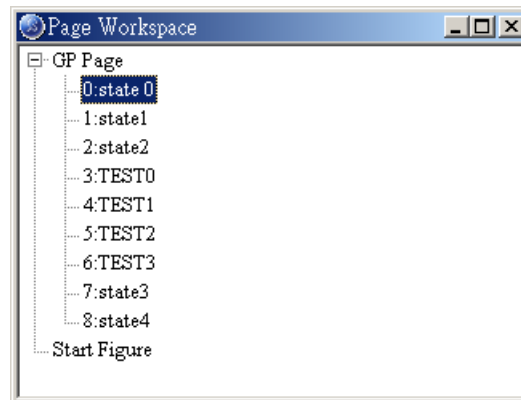 Page Workspace
GP Page
0:state 0
1:state1
2:state2
3:TEST0
4:TEST1
5:TEST2
6:TEST3
7:state3
8:state4
Start Figure